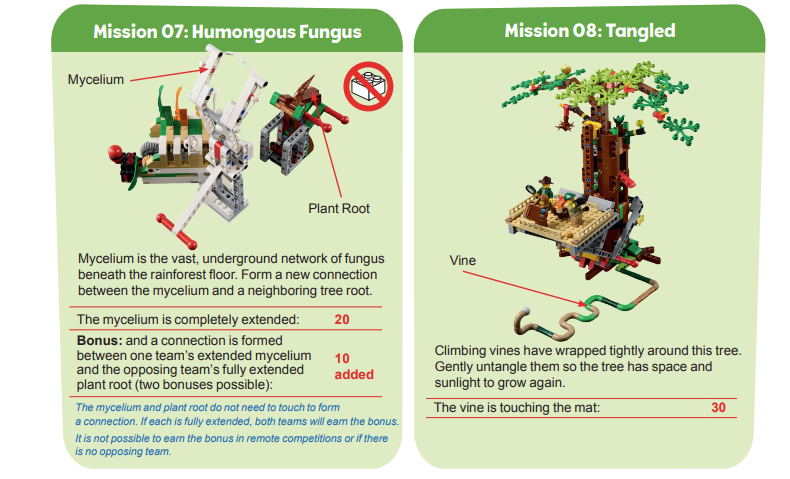 Mission 07: Humongous Fungus
Mycelium
Plant Root
Mycelium is the vast, underground network of fungus
beneath the rainforest floor. Form a new connection
between the mycelium and a neighboring tree root.
The mycelium is completely extended: 20
Bonus: and a connection is formed
between one team's extended mycelium
and the opposing team's fully extended
plant root (two bonuses possible):
10
added
The mycelium and plant root do not need to touch to form
a connection. If each is fully extended, both teams will earn the bonus.
It is not possible to earn the bonus in remote competitions or if there
is no opposing team.
Mission 08: Tangled
Vine
Climbing vines have wrapped tightly around this tree.
Gently untangle them so the tree has space and
sunlight to grow again.
The vine is touching the mat: 30